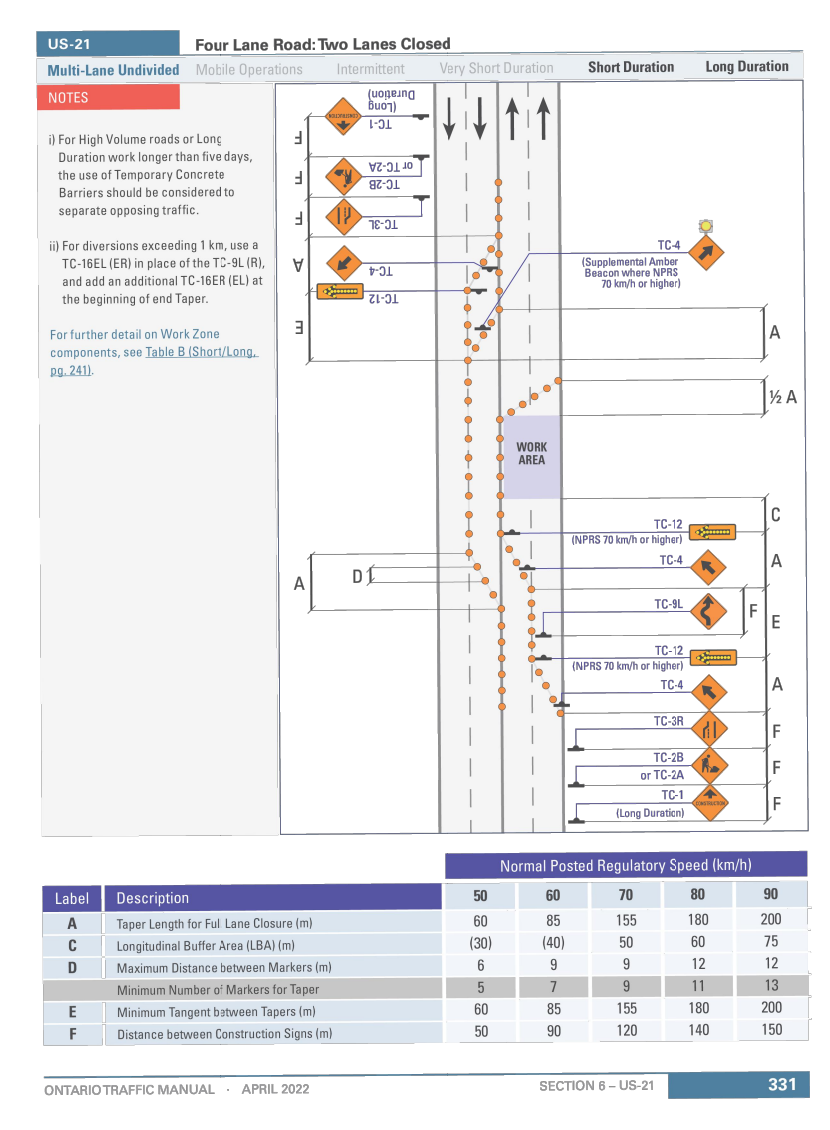 US-21
Four Lane Road: Two Lanes Closed
Multi-Lane Undivided Mobile Operations Intermittent Very Short Duration Short Duration Long Duration
NOTES
i) For High Volume roads or Long
Duration work longer than five days,
the use of Temporary Concrete
Barriers should be considered to
separate opposing traffic.
ii) For diversions exceeding 1 km, use a
TC-16EL (ER) in place of the TC-9L (R),
and add an additional TC-16ER (EL) at
the beginning of end Taper.
For further detail on Work Zone
components, see Table B (Short/Long,
pg. 241).
CONSTRUCTION
(Long
Duration)
TC-1
F
TC-2B
or TC-2A
F
TC-3L
F
TC-4
A
TC-12
E
TC-4
(Supplemental Amber
Beacon where NPRS
70 km/h or higher)
A
½ A
WORK
AREA
C
TC-12
(NPRS 70 km/h or higher)
TC-4
A
A
D
TC-9L
F
E
TC-12
(NPRS 70 km/h or higher)
TC-4
A
TC-3R
F
TC-2B
or TC-2A
F
TC-1
(Long Duration)
CONSTRUCTION
F
Normal Posted Regulatory Speed (km/h)
Label Description 50 60 70 80 90
A Taper Length for Full Lane Closure (m) 60 85 155 180 200
C Longitudinal Buffer Area (LBA) (m) (30) (40) 50 60 75
D Maximum Distance between Markers (m) 6 9 9 12 12
Minimum Number of Markers for Taper 5 7 9 11 13
E Minimum Tangent between Tapers (m) 60 85 155 180 200
F Distance between Construction Signs (m) 50 90 120 140 150
ONTARIO TRAFFIC MANUAL · APRIL 2022
SECTION 6 – US-21
331